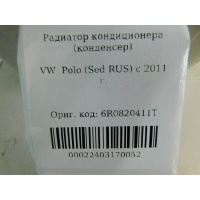 Радиатор кондиционера
(конденсер)
VW Polo (Sed RUS) с 2011
г.
Ориг. код: 6R0820411T
00022403170052